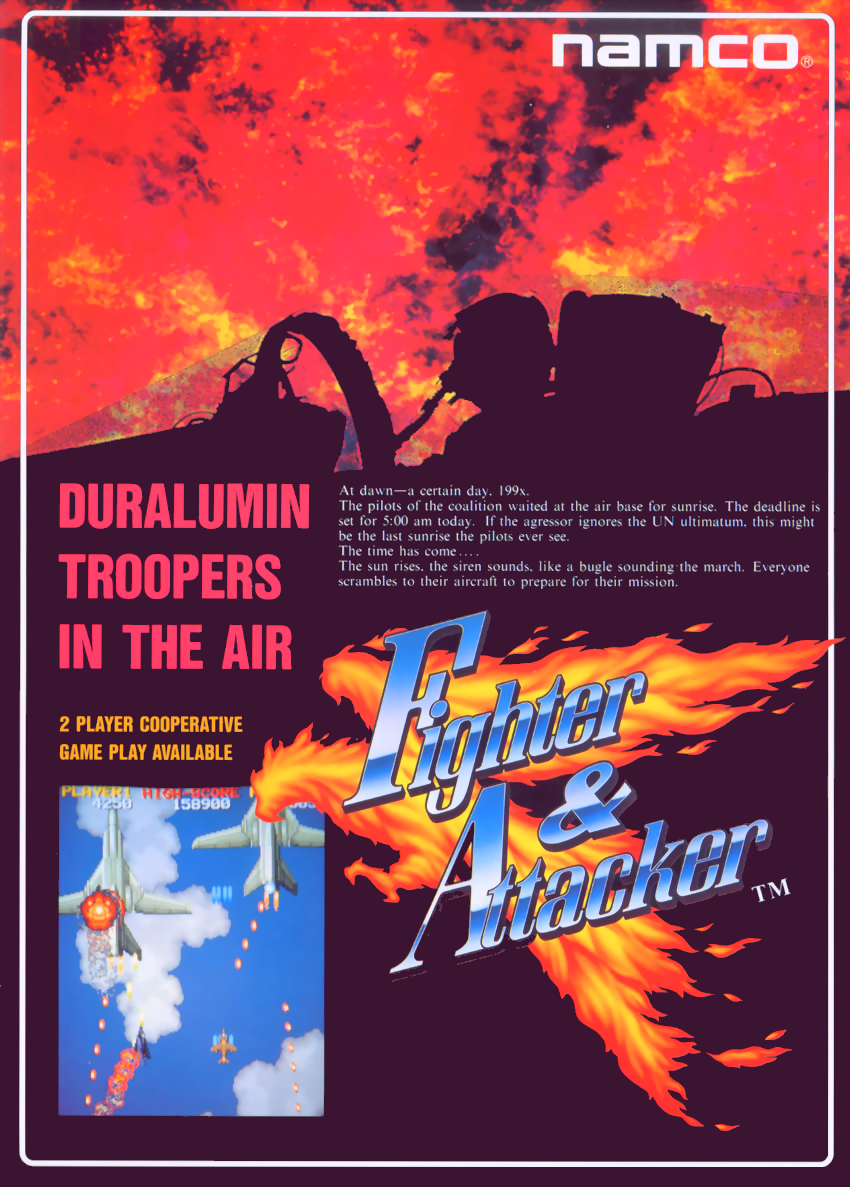 namco®
DURALUMIN
TROOPERS
IN THE AIR
At dawn—a certain day, 199x.
The pilots of the coalition waited at the air base for sunrise. The deadline is
set for 5:00 am today. If the agressor ignores the UN ultimatum, this might
be the last sunrise the pilots ever see.
The time has come....
The sun rises, the siren sounds, like a bugle sounding the march. Everyone
scrambles to their aircraft to prepare for their mission.
2 PLAYER COOPERATIVE
GAME PLAY AVAILABLE
Fighter
&
Attacker™
PLAYER1 HIGH-SCORE
4250 158900